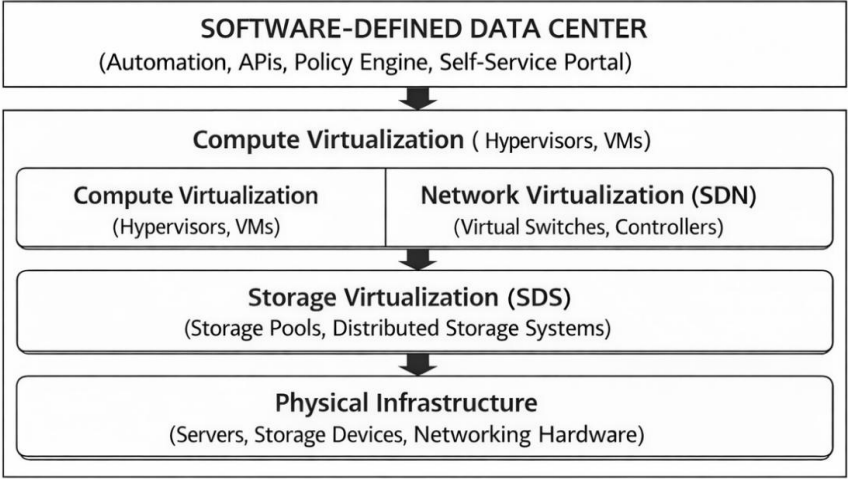 SOFTWARE-DEFINED DATA CENTER
(Automation, APis, Policy Engine, Self-Service Portal)
Compute Virtualization ( Hypervisors, VMs)
Compute Virtualization
(Hypervisors, VMs)
Network Virtualization (SDN)
(Virtual Switches, Controllers)
Storage Virtualization (SDS)
(Storage Pools, Distributed Storage Systems)
Physical Infrastructure
(Servers, Storage Devices, Networking Hardware)